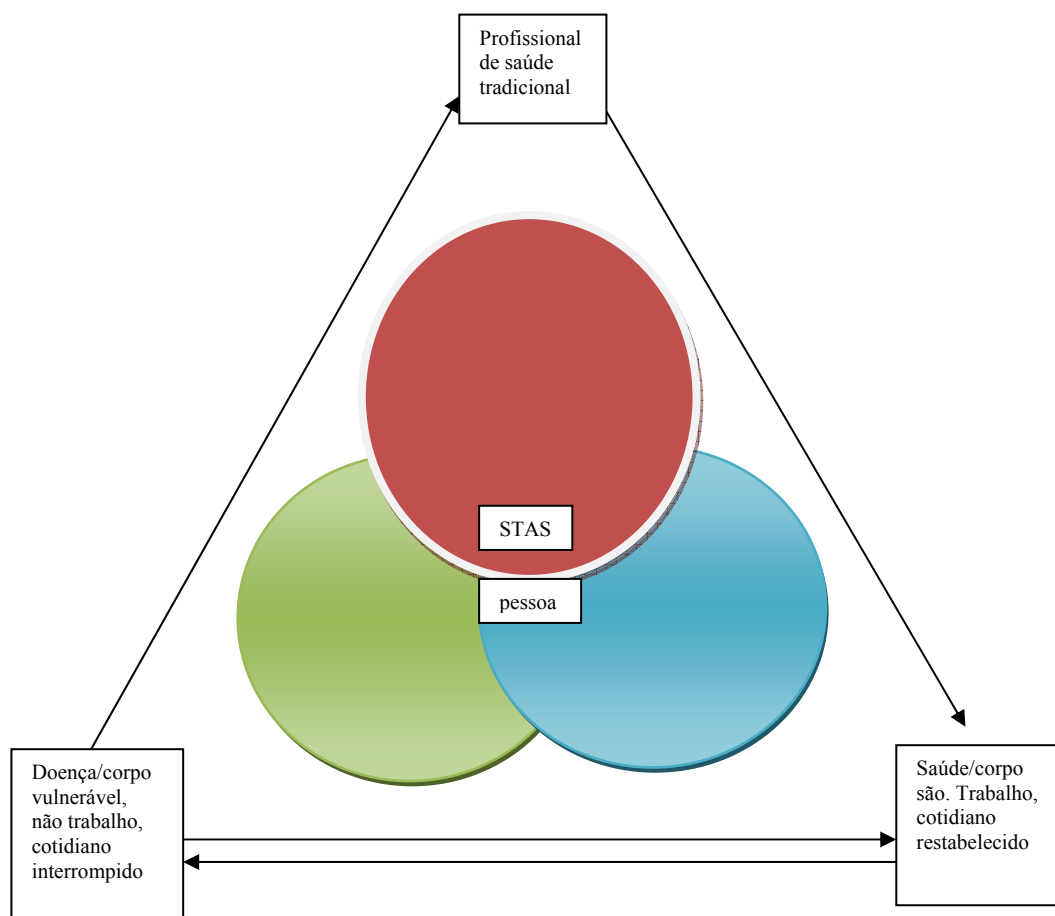 Profissional
de saúde
tradicional
STAS
pessoa
Doença/corpo
vulnerável,
não trabalho,
cotidiano
interrompido
Saúde/corpo
são. Trabalho,
cotidiano
restabelecido